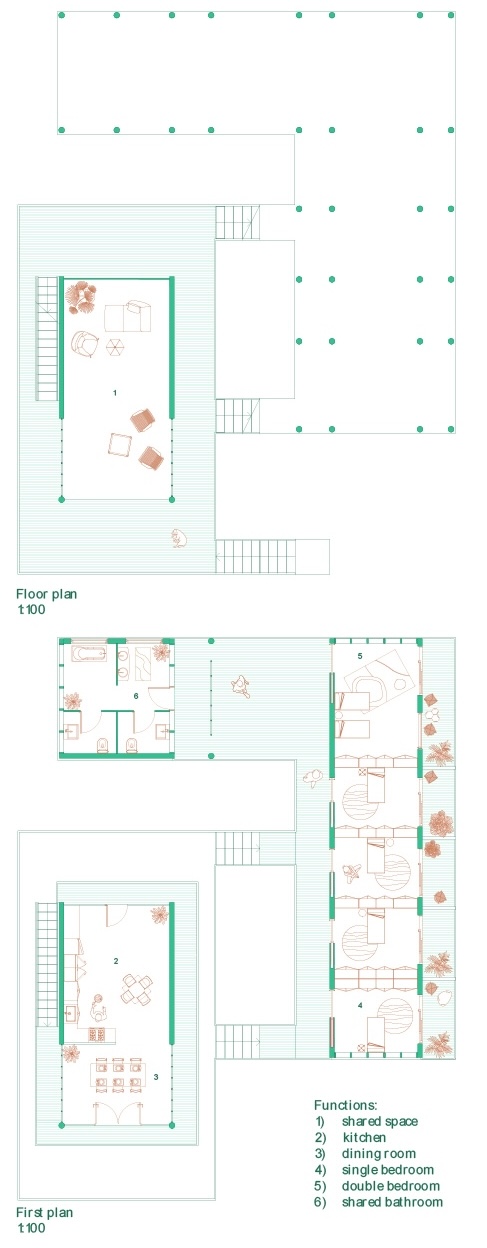 1
Floor plan
1:100
5
6
2
4
3
Functions:
1) shared space
2) kitchen
3) dining room
4) single bedroom
5) double bedroom
6) shared bathroom
First plan
1:100